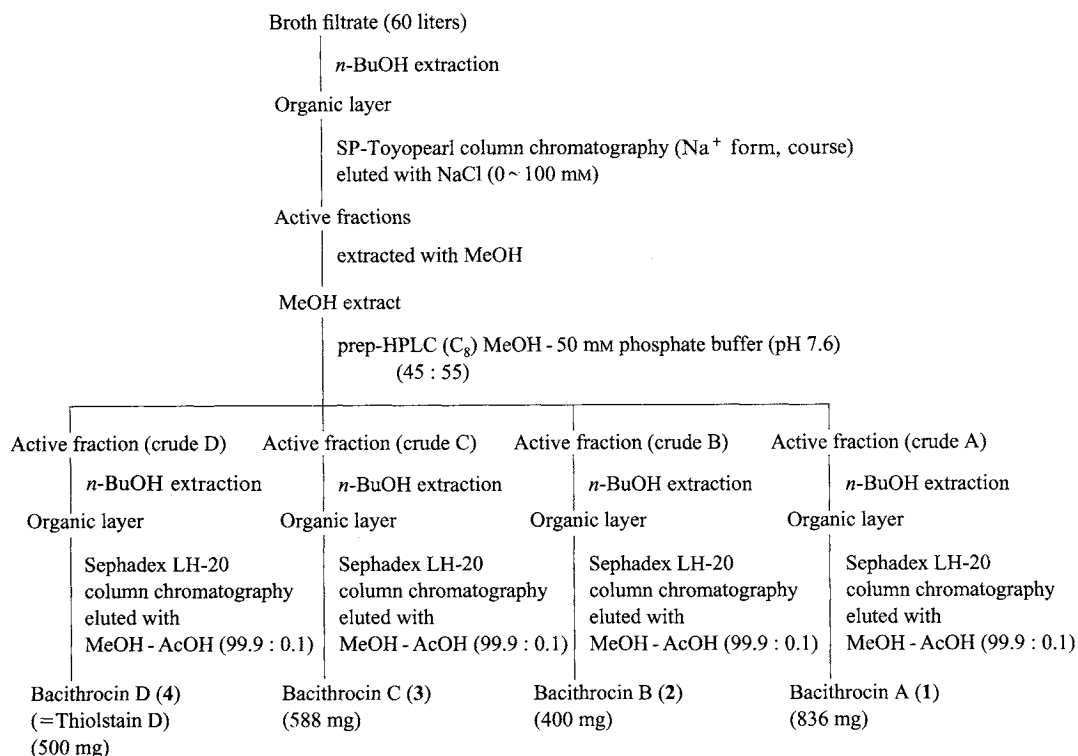 Broth filtrate (60 liters)
n-BuOH extraction
Organic layer
SP-Toyopearl column chromatography (Na⁺ form, course)
eluted with NaCl (0 ~ 100 mM)
Active fractions
extracted with MeOH
MeOH extract
prep-HPLC (C₈) MeOH - 50 mM phosphate buffer (pH 7.6)
(45 : 55)
Active fraction (crude D) Active fraction (crude C) Active fraction (crude B) Active fraction (crude A)
n-BuOH extraction n-BuOH extraction n-BuOH extraction n-BuOH extraction
Organic layer Organic layer Organic layer Organic layer
Sephadex LH-20 Sephadex LH-20 Sephadex LH-20 Sephadex LH-20
column chromatography column chromatography column chromatography column chromatography
eluted with eluted with eluted with eluted with
MeOH - AcOH (99.9 : 0.1) MeOH - AcOH (99.9 : 0.1) MeOH - AcOH (99.9 : 0.1) MeOH - AcOH (99.9 : 0.1)
Bacithrocin D (4) Bacithrocin C (3) Bacithrocin B (2) Bacithrocin A (1)
(=Thiolstain D) (588 mg) (400 mg) (836 mg)
(500 mg)